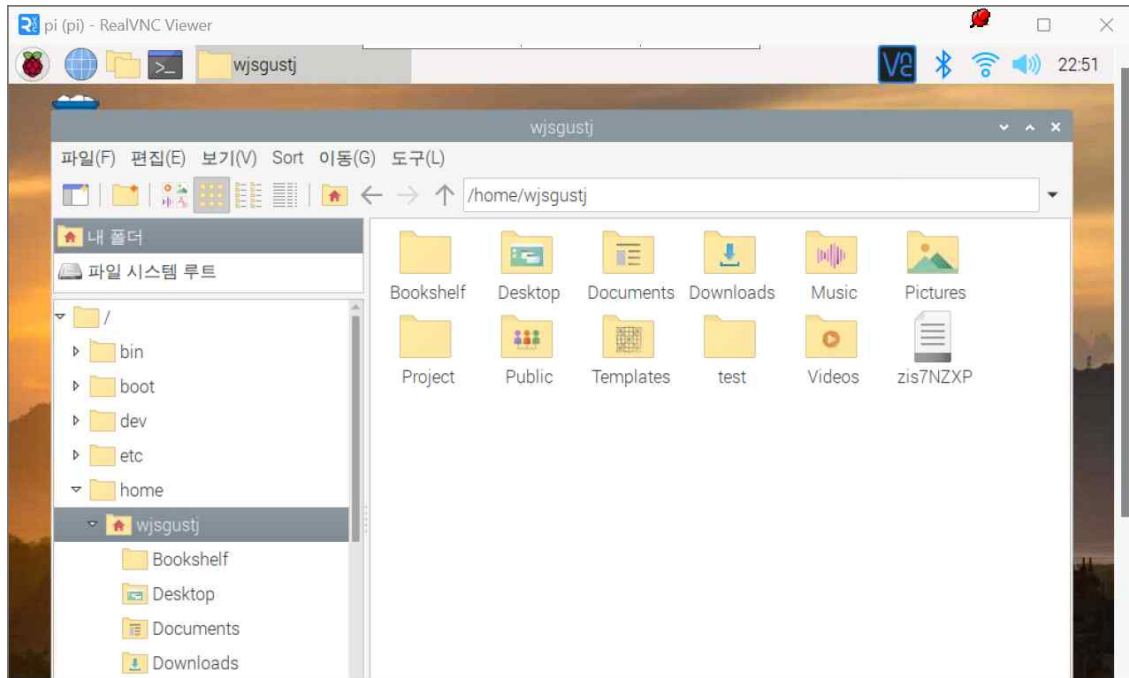 pi (pi) - RealVNC Viewer
wjsgustj
22:51
wjsgustj
파일(F) 편집(E) 보기(V) Sort 이동(G) 도구(L)
/home/wjsgustj
내 폴더
파일 시스템 루트
/
bin
boot
dev
etc
home
wjsgustj
Bookshelf
Desktop
Documents
Downloads
Bookshelf Desktop Documents Downloads Music Pictures
Project Public Templates test Videos zis7NZXP